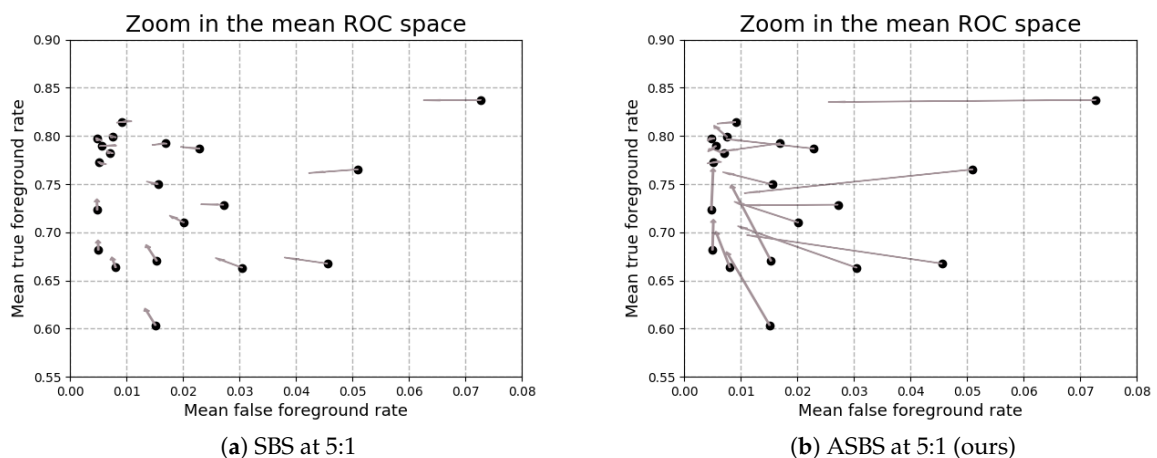 Zoom in the mean ROC space
0.90
0.85
0.80
0.75
0.70
0.65
0.60
0.55
Mean true foreground rate
0.00 0.01 0.02 0.03 0.04 0.05 0.06 0.07 0.08
Mean false foreground rate
(a) SBS at 5:1
Zoom in the mean ROC space
0.90
0.85
0.80
0.75
0.70
0.65
0.60
0.55
Mean true foreground rate
0.00 0.01 0.02 0.03 0.04 0.05 0.06 0.07 0.08
Mean false foreground rate
(b) ASBS at 5:1 (ours)